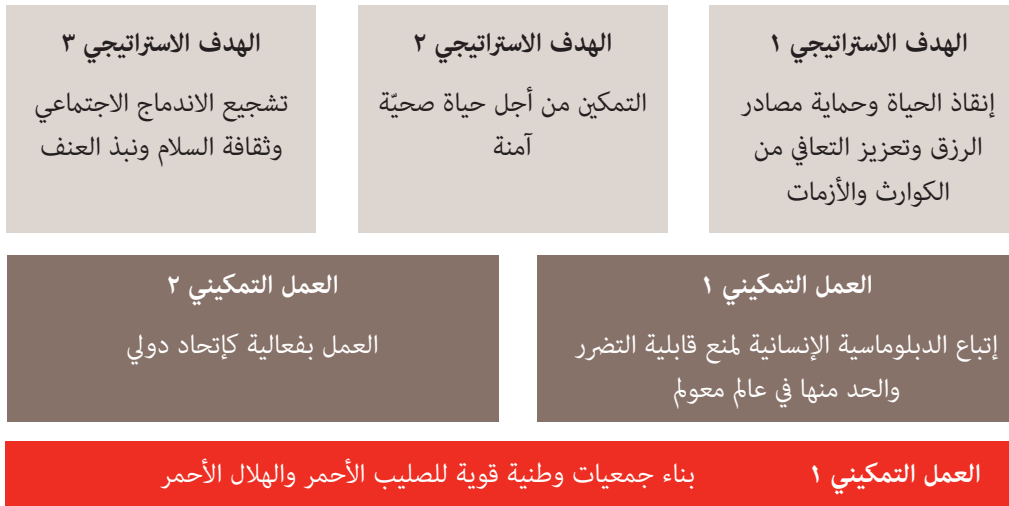 الهدف الاستراتيجي ١
إنقاذ الحياة وحماية مصادر
الرزق وتعزيز التعافي من
الكوارث والأزمات
الهدف الاستراتيجي ٢
التمكين من أجل حياة صحيّة
آمنة
الهدف الاستراتيجي ٣
تشجيع الاندماج الاجتماعي
وثقافة السلام ونبذ العنف
العمل التمكيني ١
إتباع الدبلوماسية الإنسانية لمنع قابلية التضرر
والحد منها في عالم معولم
العمل التمكيني ٢
العمل بفعالية كإتحاد دولي
العمل التمكيني ١ بناء جمعيات وطنية قوية للصليب الأحمر والهلال الأحمر